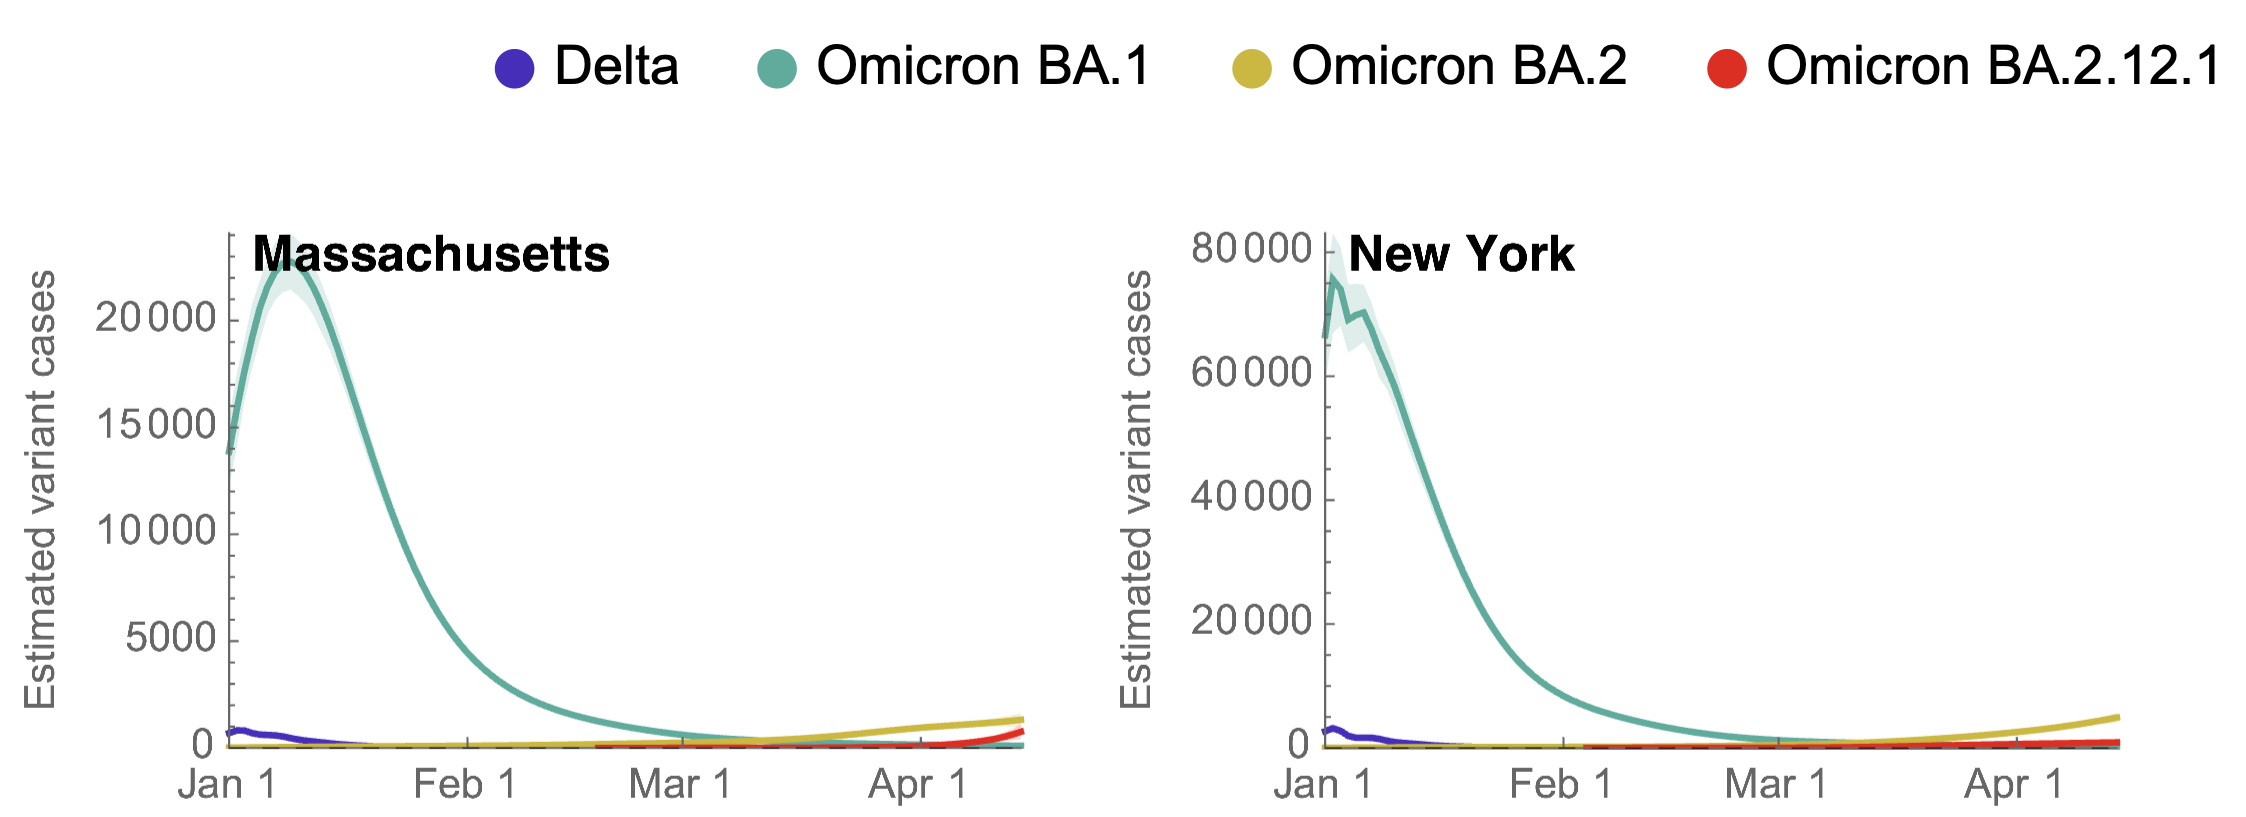 Delta Omicron BA.1 Omicron BA.2 Omicron BA.2.12.1
Massachusetts
Estimated variant cases
20000
15000
10000
5000
0
Jan 1 Feb 1 Mar 1 Apr 1
New York
Estimated variant cases
80000
60000
40000
20000
0
Jan 1 Feb 1 Mar 1 Apr 1